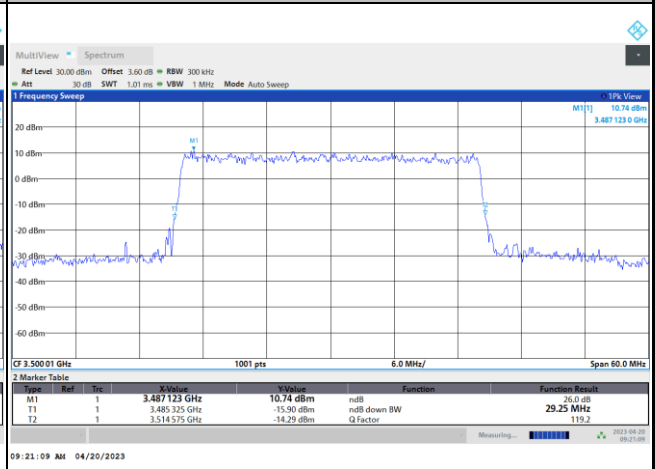 MultiView Spectrum
Ref Level 30.00 dBm Offset 3.60 dB RBW 300 kHz
Att 30 dB SWT 1.01 ms VBW 1 MHz Mode Auto Sweep
1 Frequency Sweep 1Pk View
M1[1] 10.74 dBm
3.487 123 0 GHz
20 dBm
M1
10 dBm
0 dBm
-10 dBm
T1 T2
-20 dBm
-30 dBm
-40 dBm
-50 dBm
-60 dBm
CF 3.500 01 GHz 1001 pts 6.0 MHz/ Span 60.0 MHz
2 Marker Table
Type Ref Trc X-Value Y-Value Function Function Result
M1 1 3.487 123 GHz 10.74 dBm ndB 26.0 dB
T1 1 3.485 325 GHz -15.90 dBm ndB down BW 29.25 MHz
T2 1 3.514 575 GHz -14.29 dBm Q Factor 119.2
Measuring... 2023-04-20
09:21:09
09:21:09 AM 04/20/2023